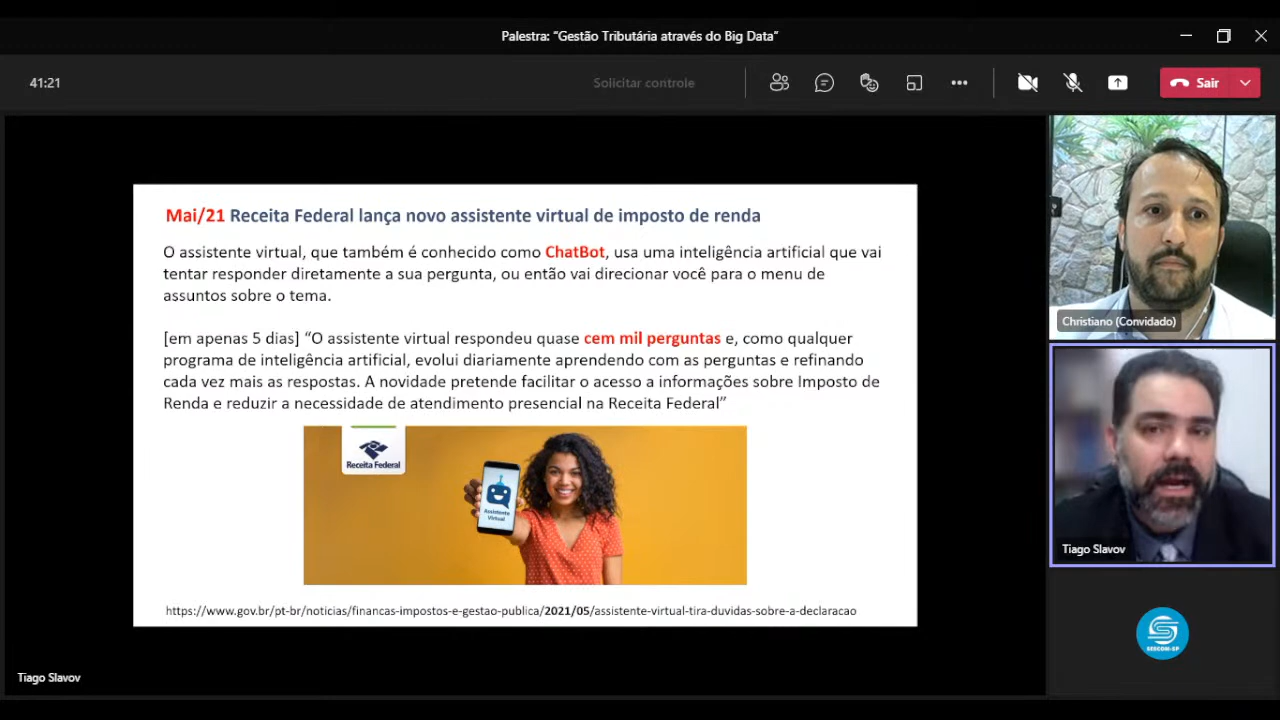 Palestra: “Gestão Tributária através do Big Data”
41:21
Solicitar controle
Sair
Mai/21 Receita Federal lança novo assistente virtual de imposto de renda
O assistente virtual, que também é conhecido como ChatBot, usa uma inteligência artificial que vai
tentar responder diretamente a sua pergunta, ou então vai direcionar você para o menu de
assuntos sobre o tema.
[em apenas 5 dias] “O assistente virtual respondeu quase cem mil perguntas e, como qualquer
programa de inteligência artificial, evolui diariamente aprendendo com as perguntas e refinando
cada vez mais as respostas. A novidade pretende facilitar o acesso a informações sobre Imposto de
Renda e reduzir a necessidade de atendimento presencial na Receita Federal”
Receita Federal
Assistente
Virtual
https://www.gov.br/pt-br/noticias/financas-impostos-e-gestao-publica/2021/05/assistente-virtual-tira-duvidas-sobre-a-declaracao
Christiano (Convidado)
Tiago Slavov
SESCON-SP
Tiago Slavov